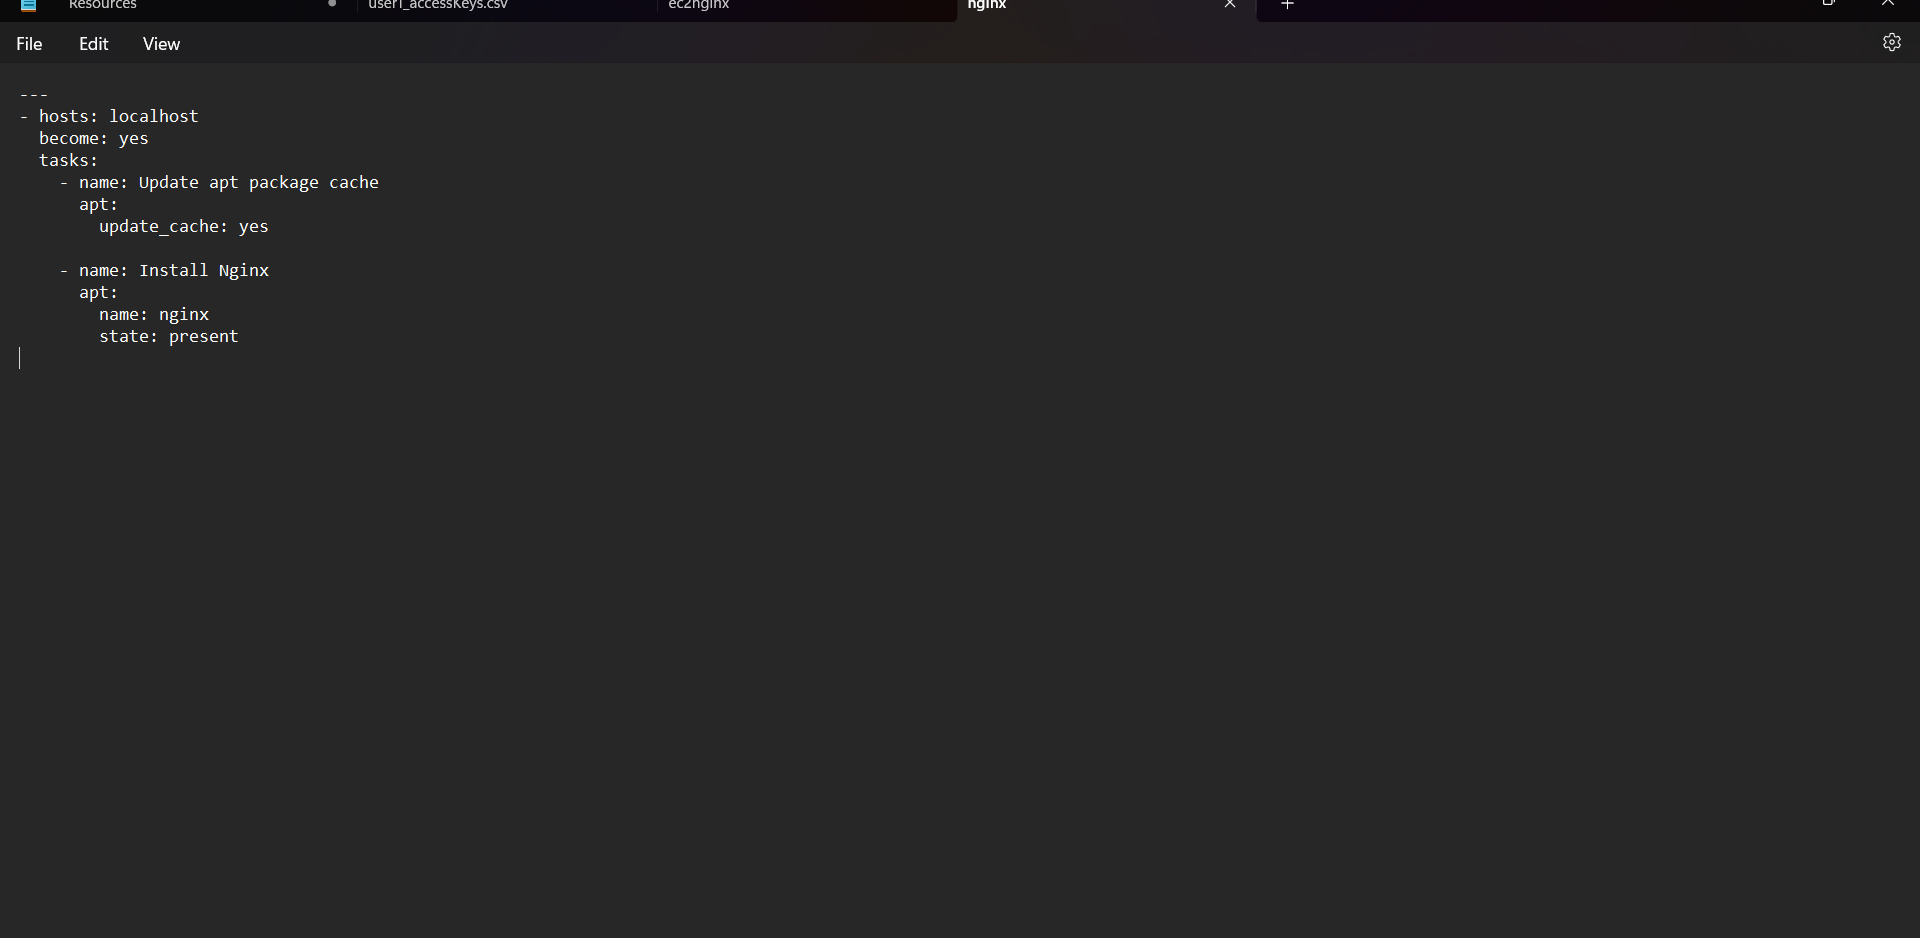 Resources user1_accessKeys.csv ec2nginx nginx
File Edit View
---
- hosts: localhost
  become: yes
  tasks:
    - name: Update apt package cache
      apt:
        update_cache: yes

    - name: Install Nginx
      apt:
        name: nginx
        state: present